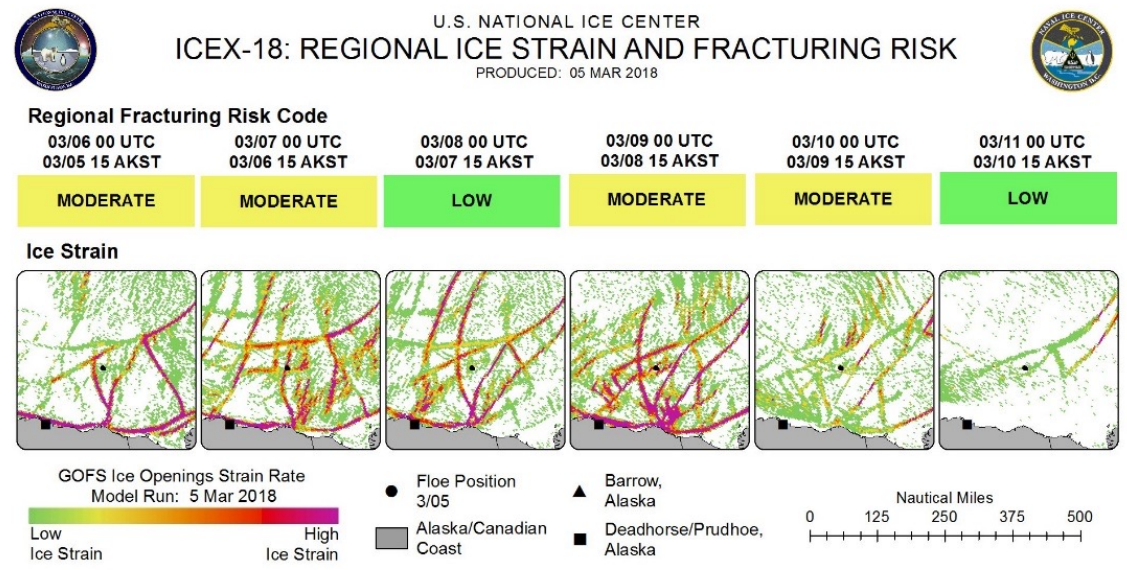 U.S. NATIONAL ICE CENTER
ICEX-18: REGIONAL ICE STRAIN AND FRACTURING RISK
PRODUCED: 05 MAR 2018
NAVAL ICE CENTER
WASHINGTON D.C.
Regional Fracturing Risk Code
03/06 00 UTC
03/05 15 AKST
03/07 00 UTC
03/06 15 AKST
03/08 00 UTC
03/07 15 AKST
03/09 00 UTC
03/08 15 AKST
03/10 00 UTC
03/09 15 AKST
03/11 00 UTC
03/10 15 AKST
MODERATE
MODERATE
LOW
MODERATE
MODERATE
LOW
Ice Strain
GOFS Ice Openings Strain Rate
Model Run: 5 Mar 2018
Low
Ice Strain
High
Ice Strain
Floe Position
3/05
Alaska/Canadian
Coast
Barrow,
Alaska
Deadhorse/Prudhoe,
Alaska
Nautical Miles
0 125 250 375 500